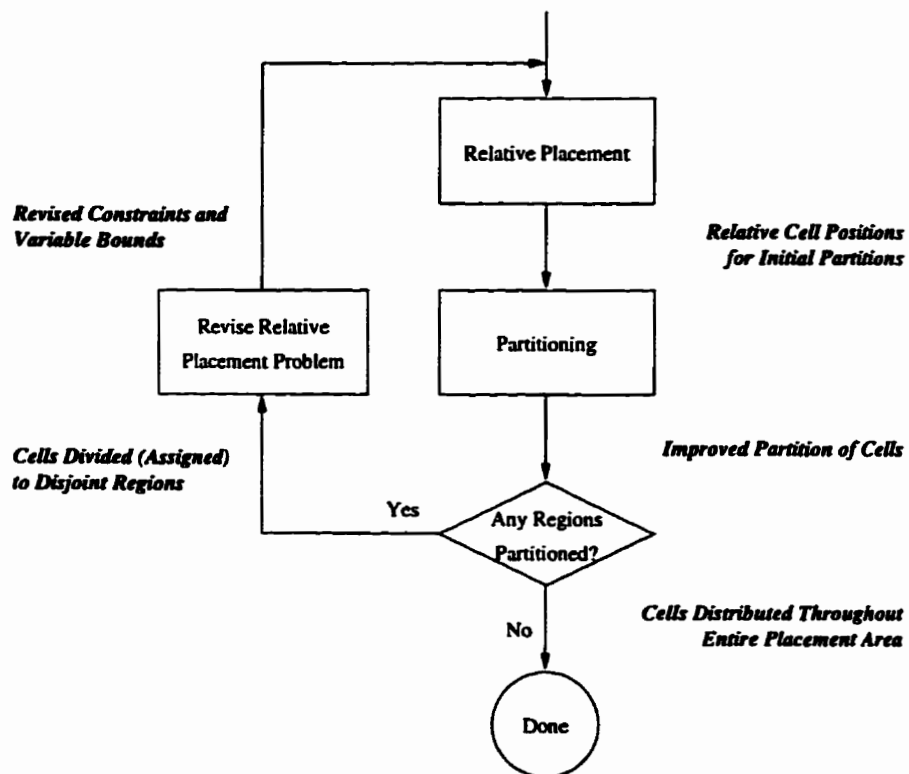 Relative Placement
Revised Constraints and
Variable Bounds
Relative Cell Positions
for Initial Partitions
Revise Relative
Placement Problem
Partitioning
Cells Divided (Assigned)
to Disjoint Regions
Improved Partition of Cells
Yes
Any Regions
Partitioned?
Cells Distributed Throughout
Entire Placement Area
No
Done